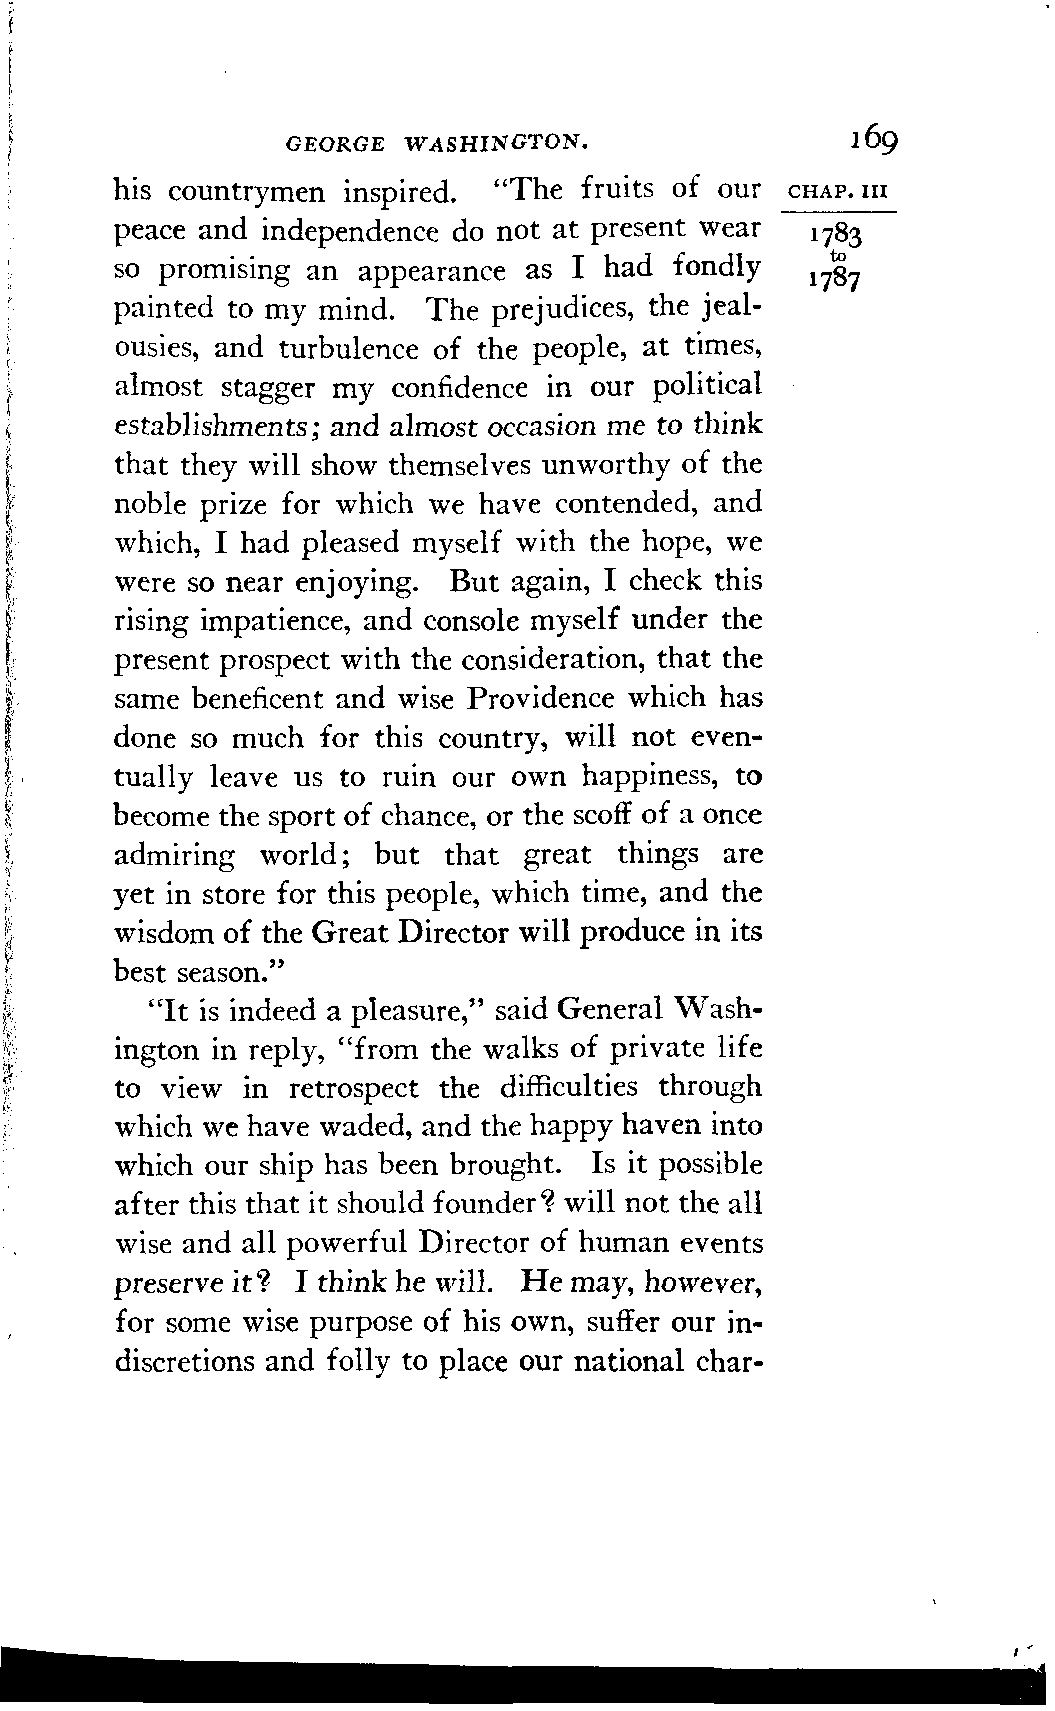 GEORGE WASHINGTON. 169
his countrymen inspired. “The fruits of our
CHAP. III
peace and independence do not at present wear
1783
so promising an appearance as I had fondly
to
1787
painted to my mind. The prejudices, the jeal-
ousies, and turbulence of the people, at times,
almost stagger my confidence in our political
establishments; and almost occasion me to think
that they will show themselves unworthy of the
noble prize for which we have contended, and
which, I had pleased myself with the hope, we
were so near enjoying. But again, I check this
rising impatience, and console myself under the
present prospect with the consideration, that the
same beneficent and wise Providence which has
done so much for this country, will not even-
tually leave us to ruin our own happiness, to
become the sport of chance, or the scoff of a once
admiring world; but that great things are
yet in store for this people, which time, and the
wisdom of the Great Director will produce in its
best season.”
“It is indeed a pleasure,” said General Wash-
ington in reply, “from the walks of private life
to view in retrospect the difficulties through
which we have waded, and the happy haven into
which our ship has been brought. Is it possible
after this that it should founder? will not the all
wise and all powerful Director of human events
preserve it? I think he will. He may, however,
for some wise purpose of his own, suffer our in-
discretions and folly to place our national char-